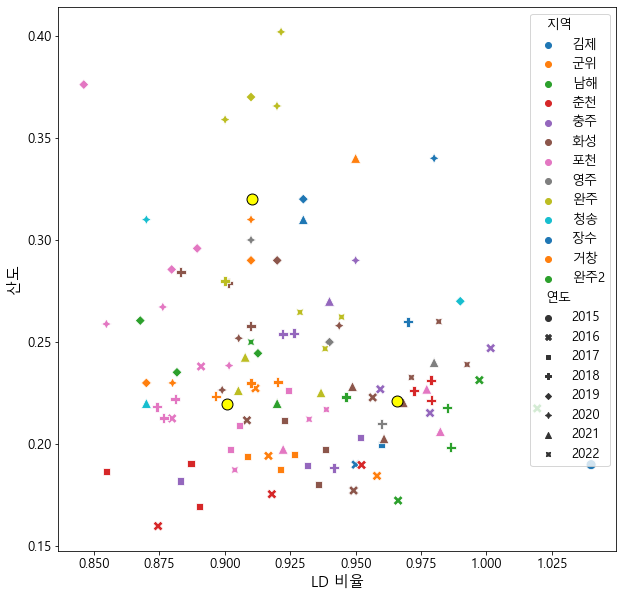 지역
김제
군위
남해
춘천
충주
화성
포천
영주
완주
청송
장수
거창
완주2
연도
2015
2016
2017
2018
2019
2020
2021
2022
산도
0.40
0.35
0.30
0.25
0.20
0.15
0.850
0.875
0.900
0.925
0.950
0.975
1.000
1.025
LD 비율